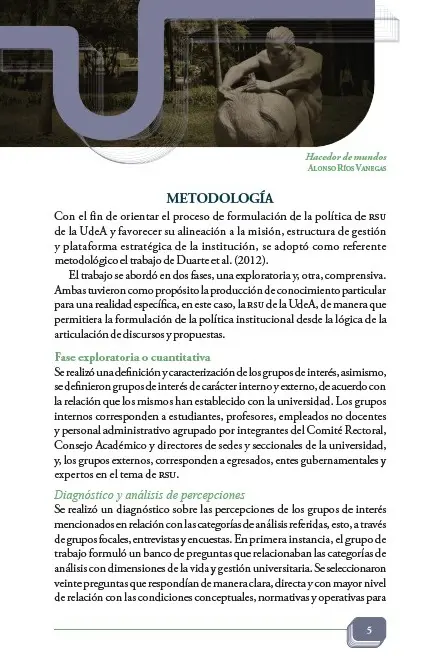 Hacedor de mundos
Alonso Ríos Vanegas
METODOLOGÍA
Con el fin de orientar el proceso de formulación de la política de RSU
de la UdeA y favorecer su alineación a la misión, estructura de gestión
y plataforma estratégica de la institución, se adoptó como referente
metodológico el trabajo de Duarte et al. (2012).
El trabajo se abordó en dos fases, una exploratoria y, otra, comprensiva.
Ambas tuvieron como propósito la producción de conocimiento particular
para una realidad específica, en este caso, la RSU de la UdeA, de manera que
permitiera la formulación de la política institucional desde la lógica de la
articulación de discursos y propuestas.
Fase exploratoria o cuantitativa
Se realizó una definición y caracterización de los grupos de interés, asimismo,
se definieron grupos de interés de carácter interno y externo, de acuerdo con
la relación que los mismos han establecido con la universidad. Los grupos
internos corresponden a estudiantes, profesores, empleados no docentes
y personal administrativo agrupado por integrantes del Comité Rectoral,
Consejo Académico y directores de sedes y seccionales de la universidad,
y, los grupos externos, corresponden a egresados, entes gubernamentales y
expertos en el tema de RSU.
Diagnóstico y análisis de percepciones
Se realizó un diagnóstico sobre las percepciones de los grupos de interés
mencionados en relación con las categorías de análisis referidas, esto, a través
de grupos focales, entrevistas y encuestas. En primera instancia, el grupo de
trabajo formuló un banco de preguntas que relacionaban las categorías de
análisis con dimensiones de la vida y gestión universitaria. Se seleccionaron
veinte preguntas que respondían de manera clara, directa y con mayor nivel
de relación con las condiciones conceptuales, normativas y operativas para
5